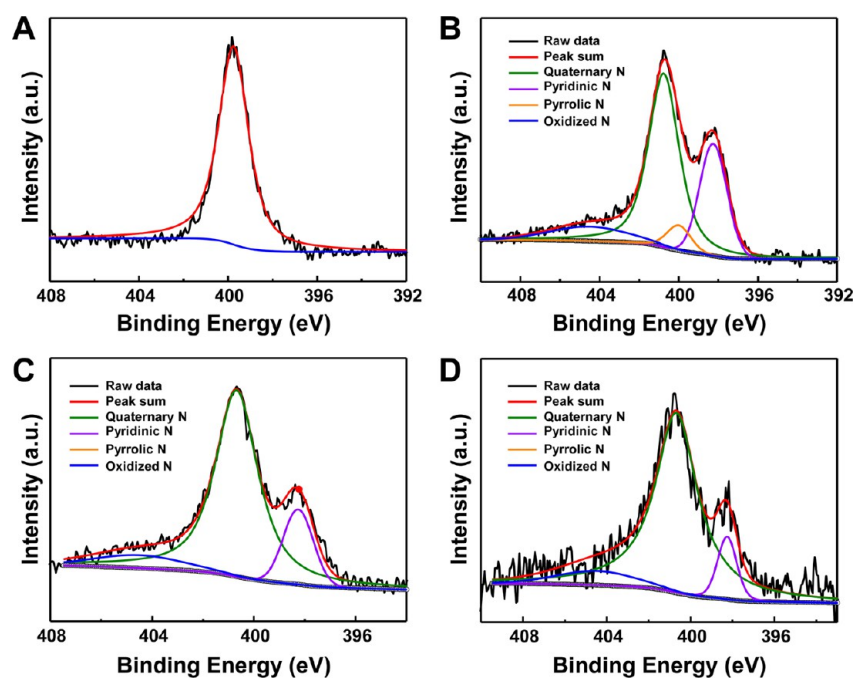 A
Intensity (a.u.)
408 404 400 396 392
Binding Energy (eV)
B
Raw data
Peak sum
Quaternary N
Pyridinic N
Pyrrolic N
Oxidized N
Intensity (a.u.)
408 404 400 396 392
Binding Energy (eV)
C
Raw data
Peak sum
Quaternary N
Pyridinic N
Pyrrolic N
Oxidized N
Intensity (a.u.)
408 404 400 396
Binding Energy (eV)
D
Raw data
Peak sum
Quaternary N
Pyridinic N
Pyrrolic N
Oxidized N
Intensity (a.u.)
408 404 400 396
Binding Energy (eV)